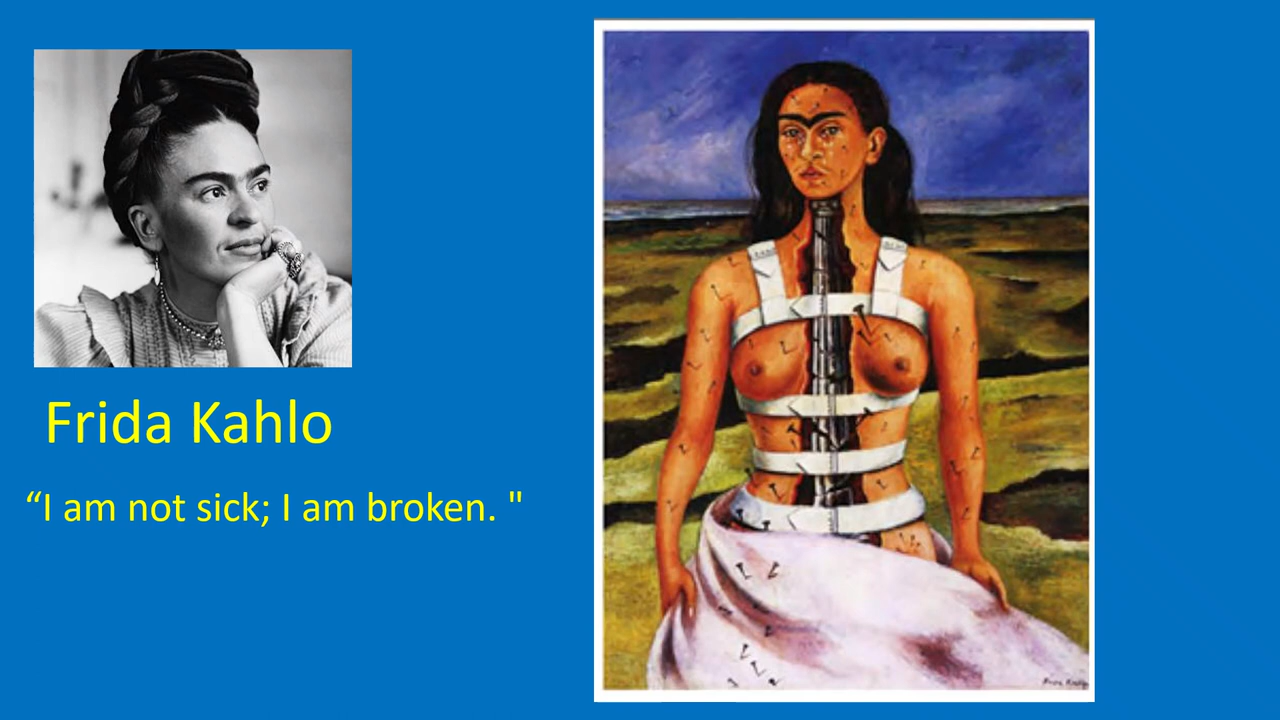 Frida Kahlo
“I am not sick; I am broken. "